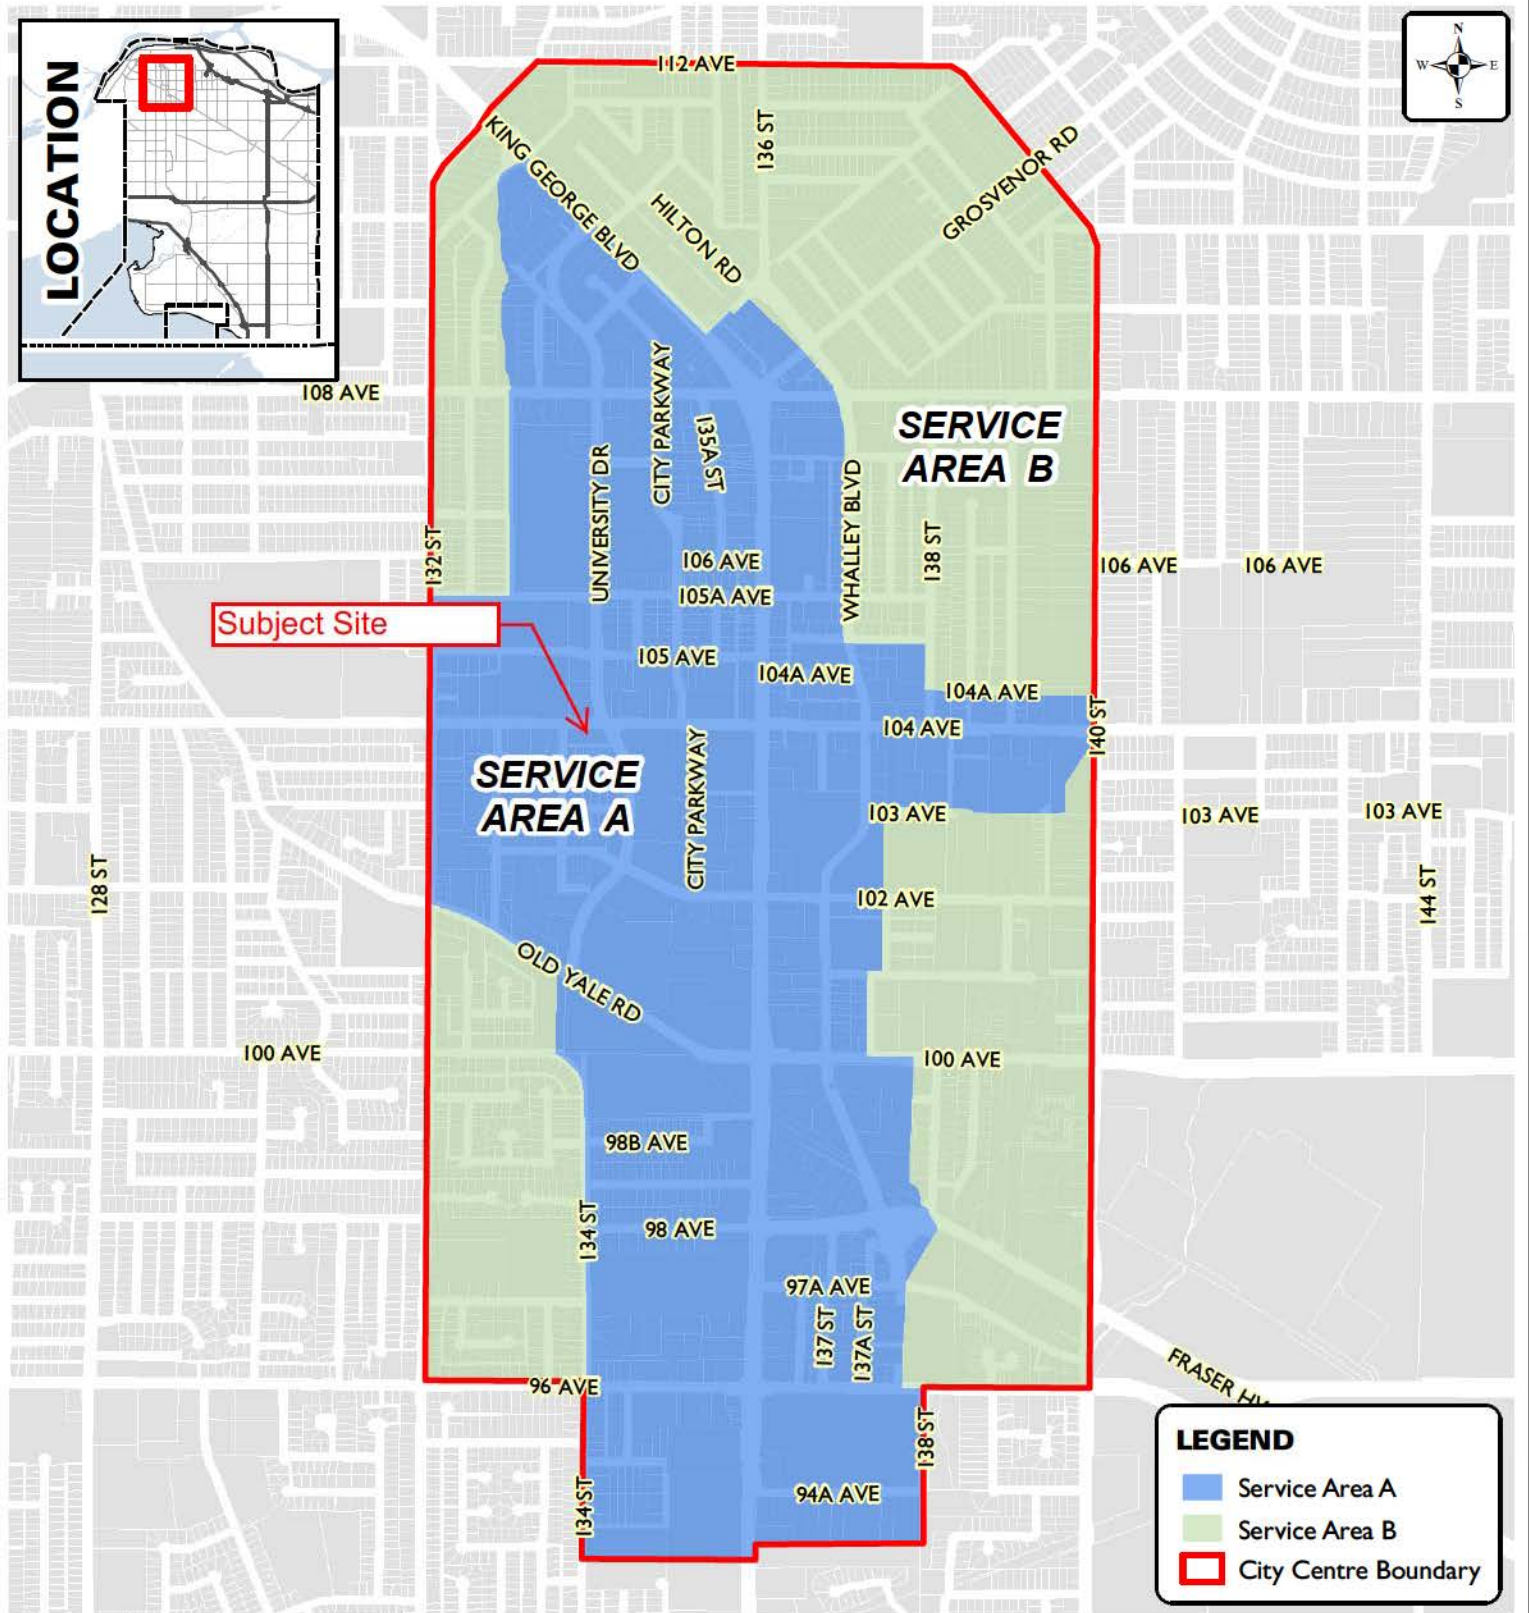 LOCATION
N
W
E
S
112 AVE
136 ST
KING GEORGE BLVD
HILTON RD
GROSVENOR RD
108 AVE
CITY PARKWAY
135A ST
SERVICE
AREA B
UNIVERSITY DR
WHALLEY BLVD
132 ST
138 ST
106 AVE
106 AVE
106 AVE
105A AVE
Subject Site
105 AVE
104A AVE
104A AVE
104 AVE
140 ST
SERVICE
AREA A
CITY PARKWAY
103 AVE
103 AVE
103 AVE
128 ST
102 AVE
144 ST
OLD YALE RD
100 AVE
100 AVE
98B AVE
134 ST
98 AVE
97A AVE
137 ST
137A ST
96 AVE
FRASER HW
138 ST
134 ST
94A AVE
LEGEND
Service Area A
Service Area B
City Centre Boundary